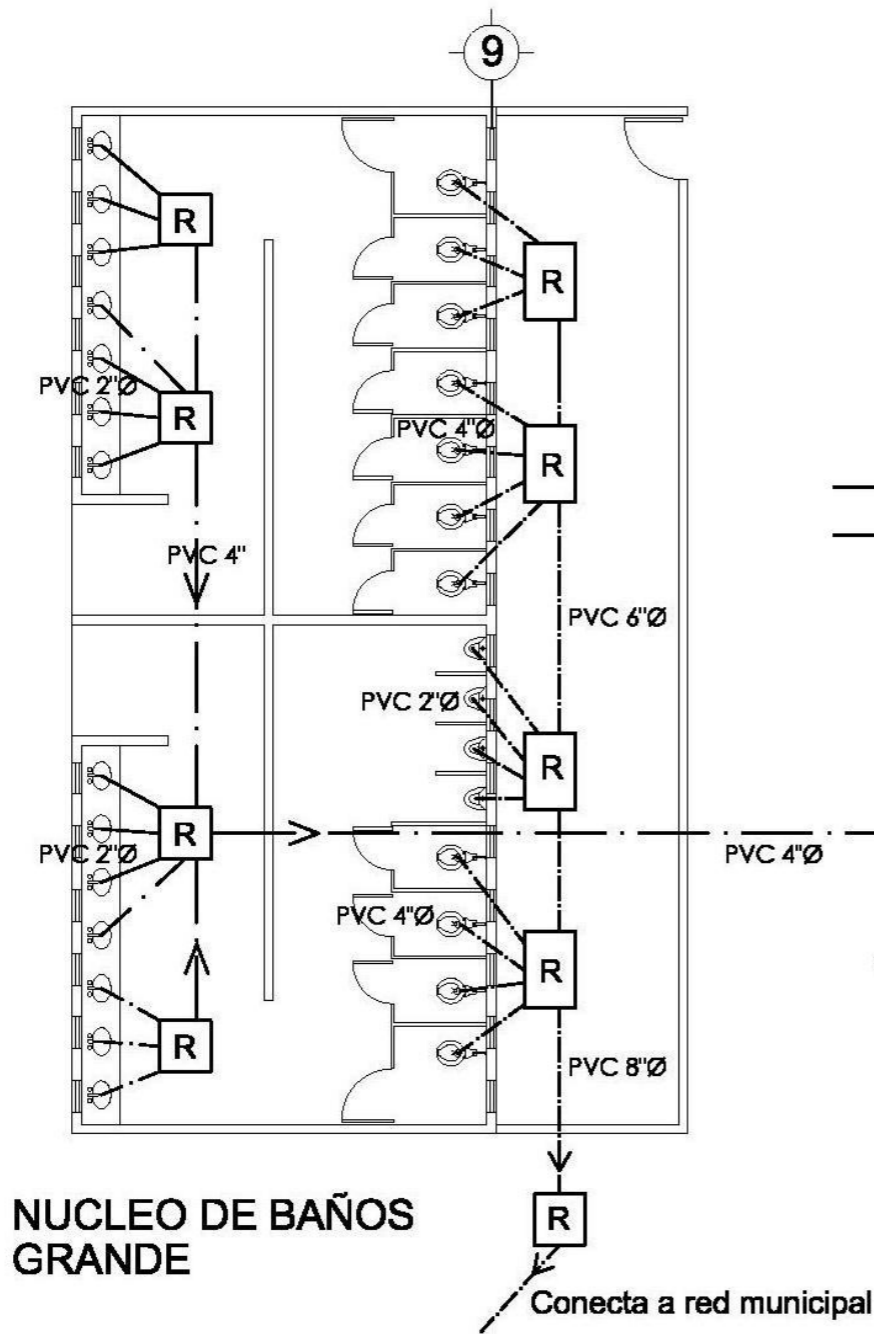 9
R
R
R
PVC 2"Ø
R
PVC 4"Ø
R
PVC 4"
PVC 6"Ø
PVC 2"Ø
R
R
PVC 2"Ø
PVC 4"Ø
PVC 4"Ø
R
R
PVC 8"Ø
R
NUCLEO DE BAÑOS
GRANDE
Conecta a red municipal